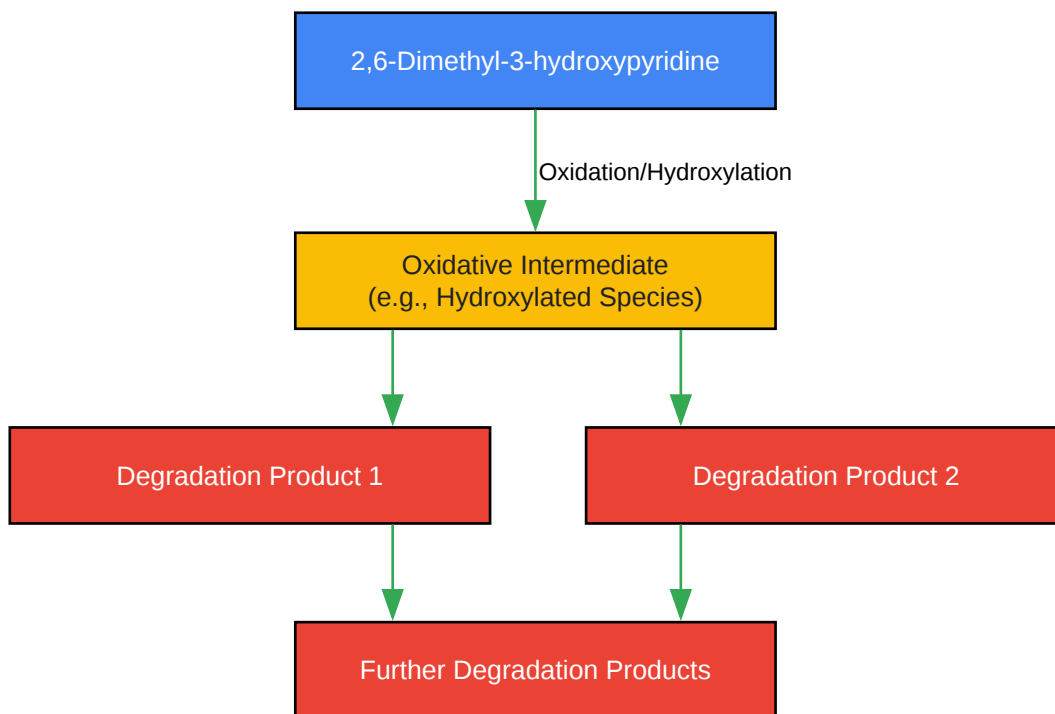 2,6-Dimethyl-3-hydroxypyridine
Oxidation/Hydroxylation
Oxidative Intermediate
(e.g., Hydroxylated Species)
Degradation Product 1
Degradation Product 2
Further Degradation Products